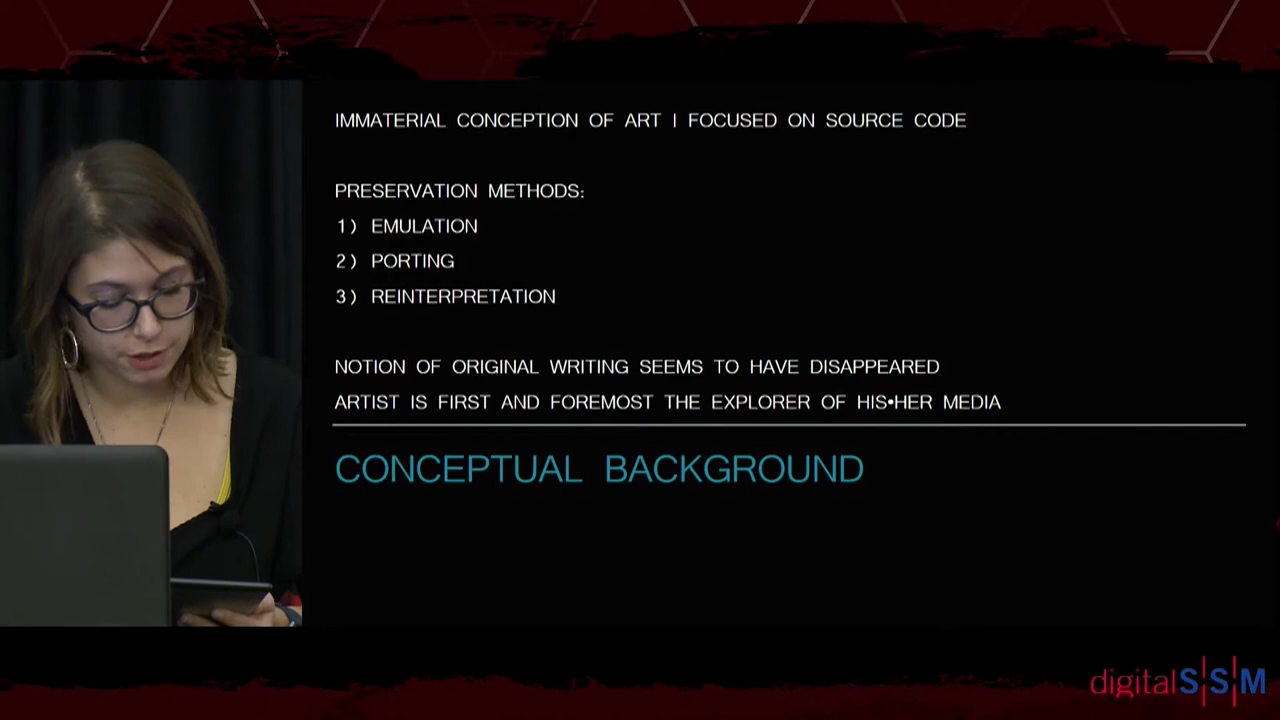 IMMATERIAL CONCEPTION OF ART | FOCUSED ON SOURCE CODE
PRESERVATION METHODS:
1) EMULATION
2) PORTING
3) REINTERPRETATION
NOTION OF ORIGINAL WRITING SEEMS TO HAVE DISAPPEARED
ARTIST IS FIRST AND FOREMOST THE EXPLORER OF HIS•HER MEDIA
CONCEPTUAL BACKGROUND
digitalS|S|M